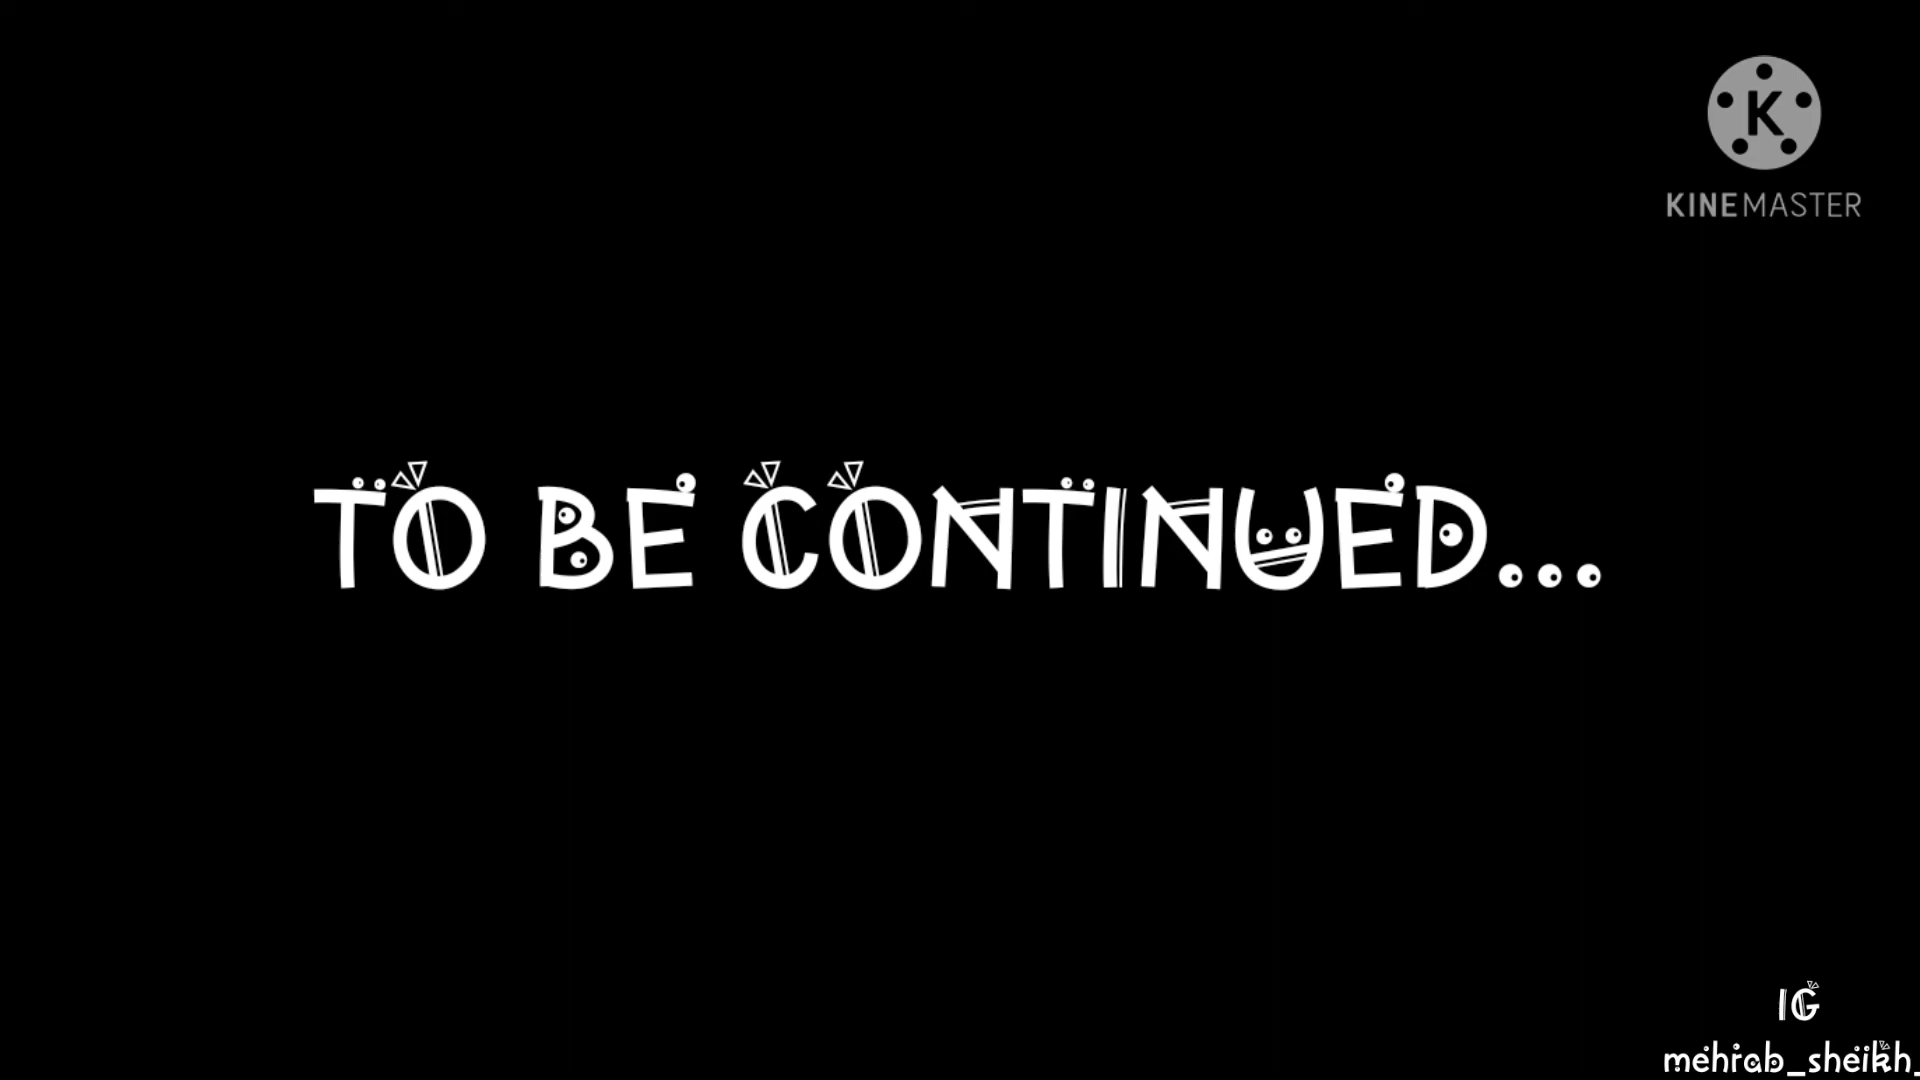 K
KINEMASTER
TO BE CONTINUED...
IG
mehrab_sheikh_